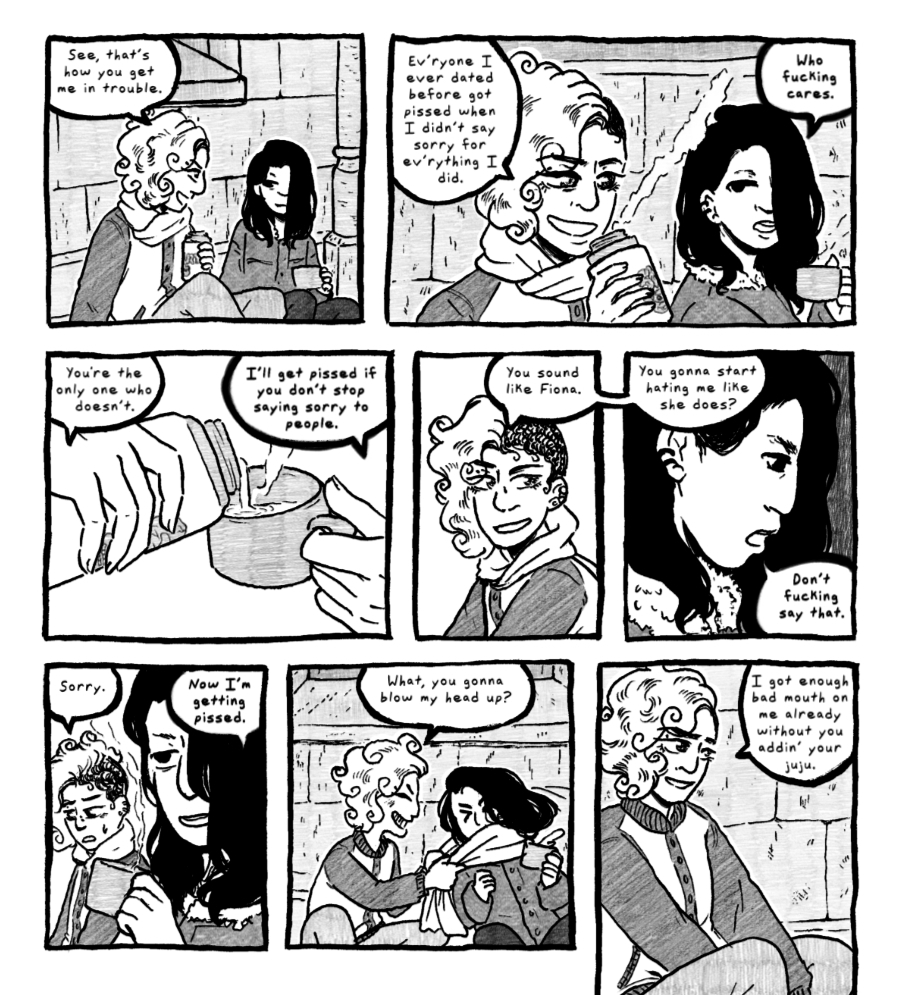 See, that's
how you get
me in trouble.
Ev'ryone I
ever dated
before got
pissed when
I didn't say
sorry for
ev'rything I
did.
Who
fucking
cares.
You're the
only one who
doesn't.
I'll get pissed if
you don't stop
saying sorry to
people.
You sound
like Fiona.
You gonna start
hating me like
she does?
Don't
fucking
say that.
Sorry.
Now I'm
getting
pissed.
What, you gonna
blow my head up?
I got enough
bad mouth on
me already
without you
addin' your
juju.